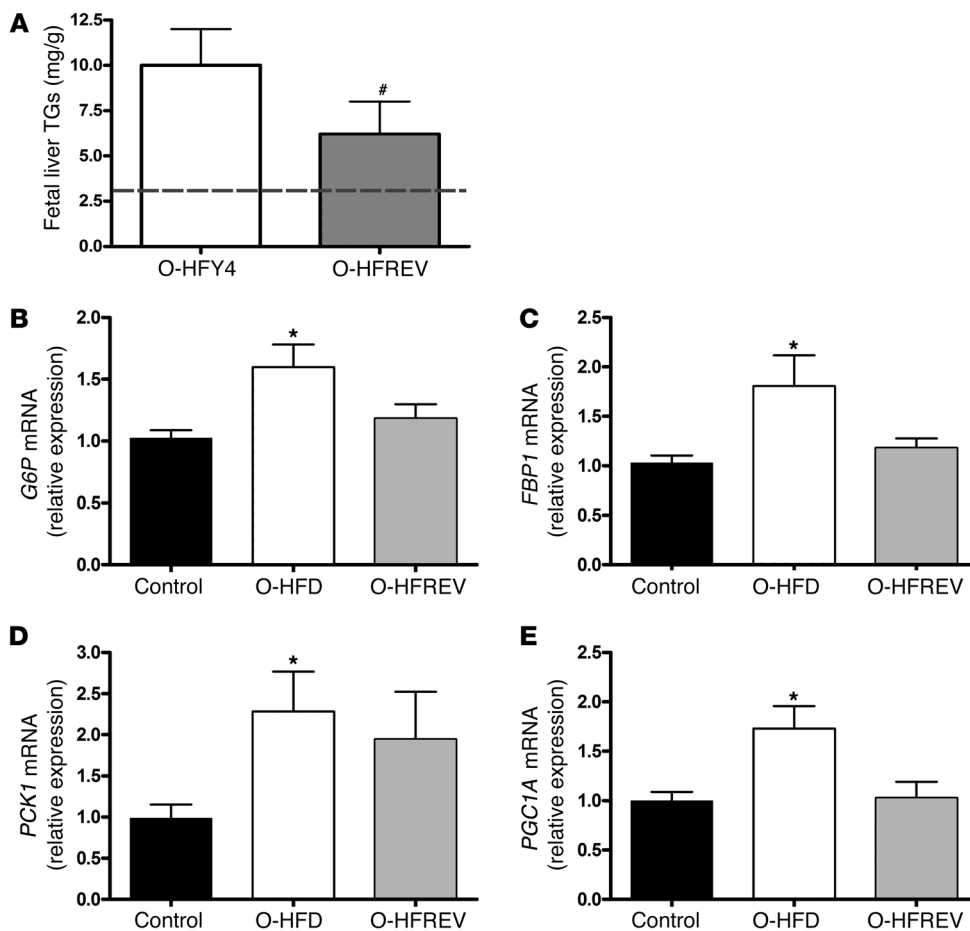 A
Fetal liver TGs (mg/g)
12.5
10.0
7.5
5.0
2.5
0.0
#
O-HFY4 O-HFREV
B
G6P mRNA
(relative expression)
2.0
1.5
1.0
0.5
0.0
*
Control O-HFD O-HFREV
C
FBP1 mRNA
(relative expression)
2.5
2.0
1.5
1.0
0.5
0.0
*
Control O-HFD O-HFREV
D
PCK1 mRNA
(relative expression)
3.0
2.5
2.0
1.5
1.0
0.5
0.0
*
Control O-HFD O-HFREV
E
PGC1A mRNA
(relative expression)
2.5
2.0
1.5
1.0
0.5
0.0
*
Control O-HFD O-HFREV